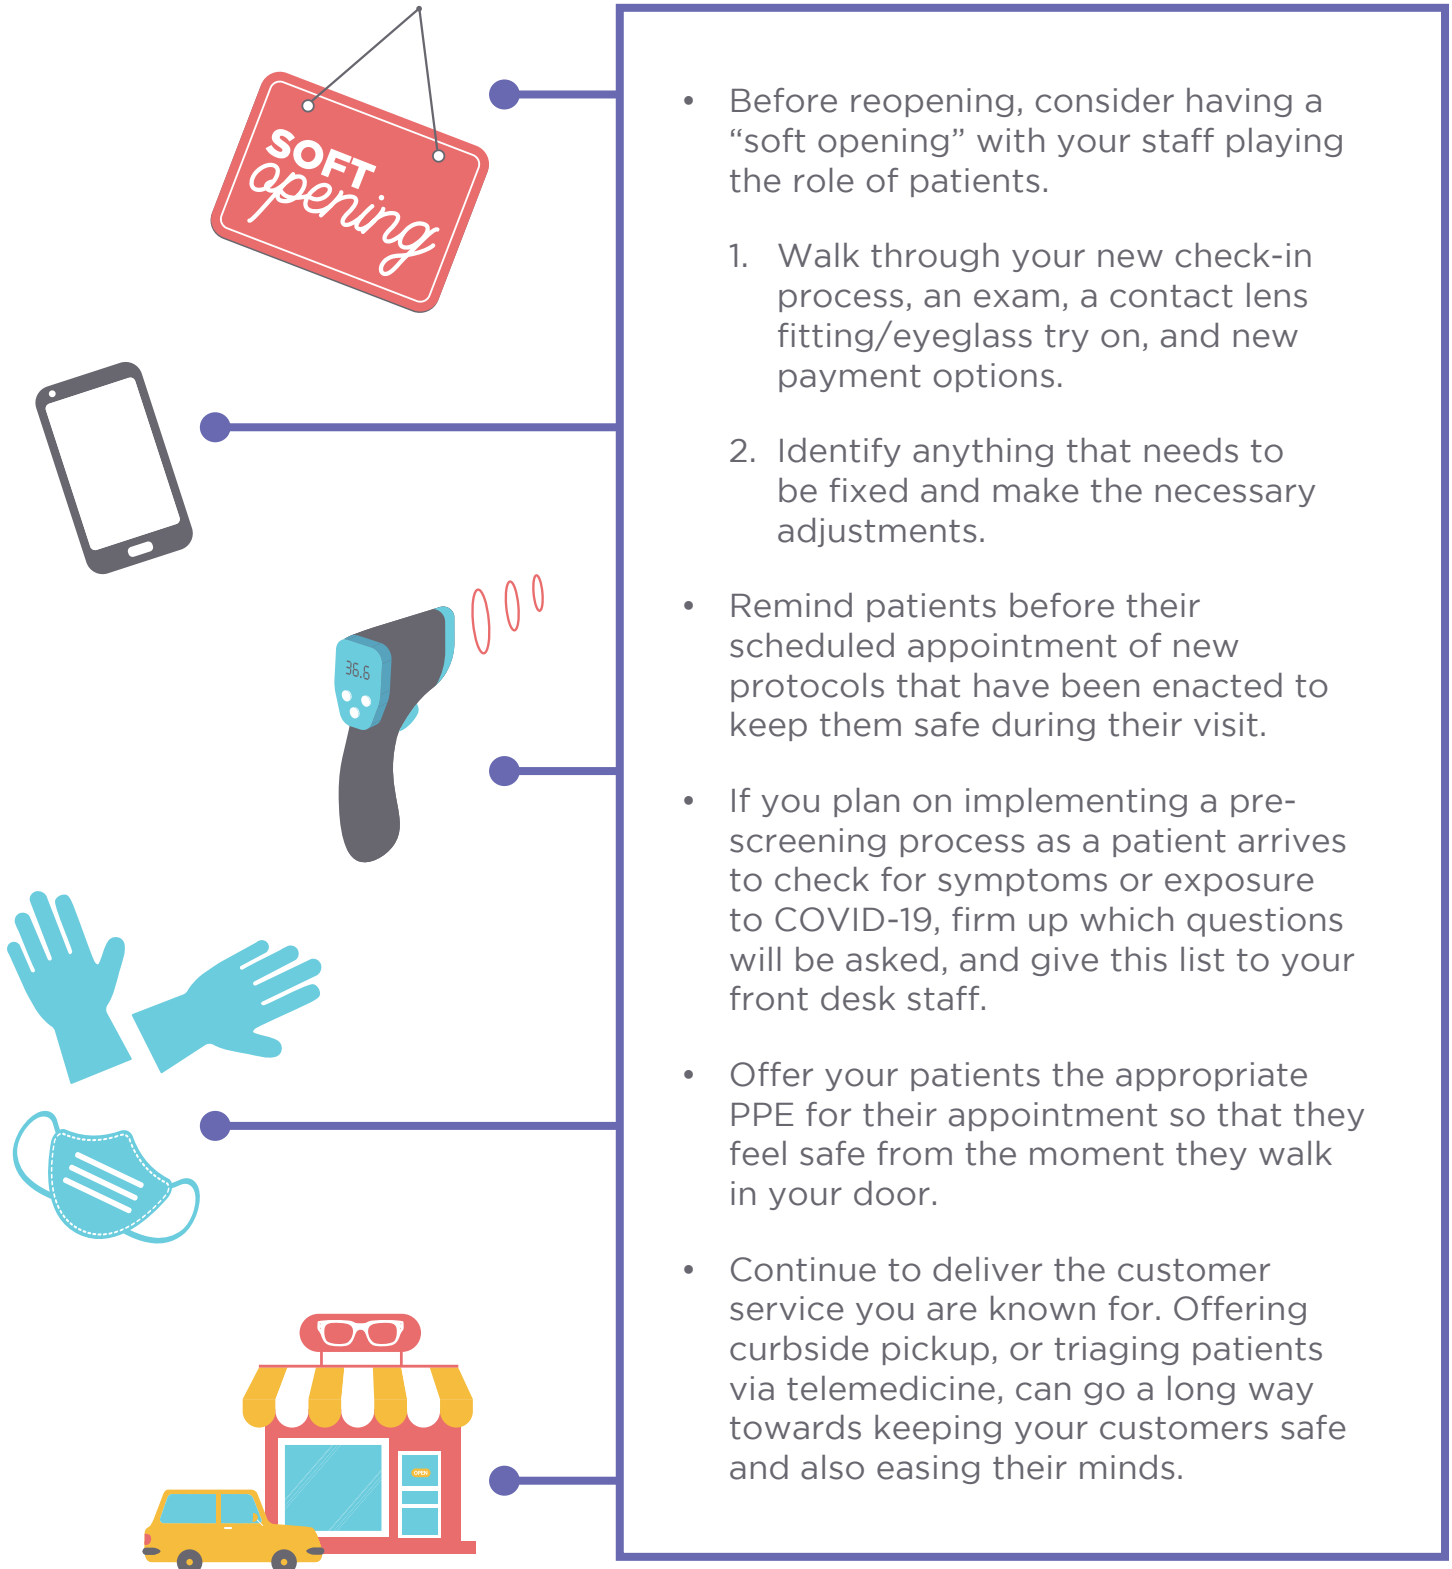 SOFT
opening
• Before reopening, consider having a
“soft opening” with your staff playing
the role of patients.
1. Walk through your new check-in
process, an exam, a contact lens
fitting/eyeglass try on, and new
payment options.
2. Identify anything that needs to
be fixed and make the necessary
adjustments.
36.6
• Remind patients before their
scheduled appointment of new
protocols that have been enacted to
keep them safe during their visit.
• If you plan on implementing a pre-
screening process as a patient arrives
to check for symptoms or exposure
to COVID-19, firm up which questions
will be asked, and give this list to your
front desk staff.
• Offer your patients the appropriate
PPE for their appointment so that they
feel safe from the moment they walk
in your door.
• Continue to deliver the customer
service you are known for. Offering
curbside pickup, or triaging patients
via telemedicine, can go a long way
towards keeping your customers safe
and also easing their minds.
OPEN